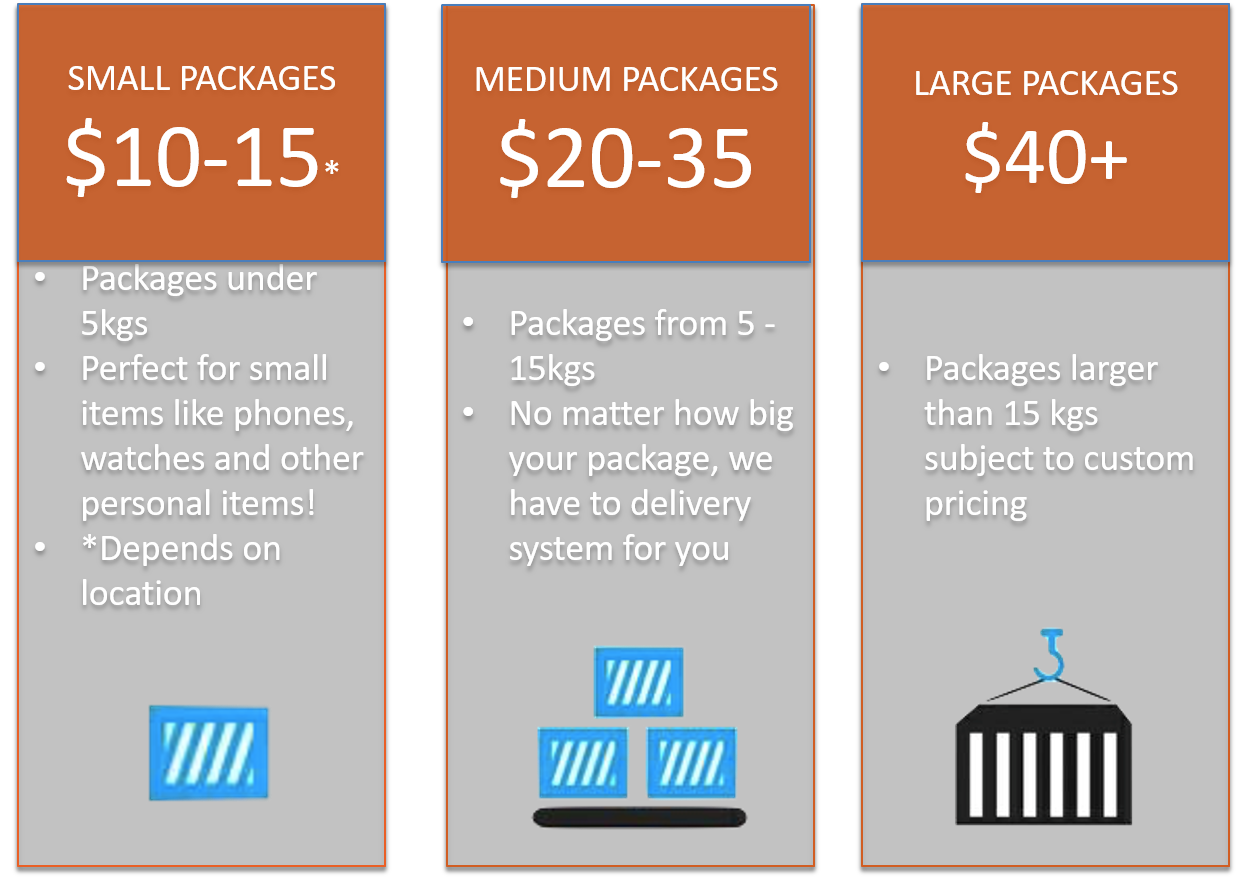 SMALL PACKAGES
$10-15*
• Packages under
5kgs
• Perfect for small
items like phones,
watches and other
personal items!
• *Depends on
location
MEDIUM PACKAGES
$20-35
• Packages from 5 -
15kgs
• No matter how big
your package, we
have to delivery
system for you
LARGE PACKAGES
$40+
• Packages larger
than 15 kgs
subject to custom
pricing